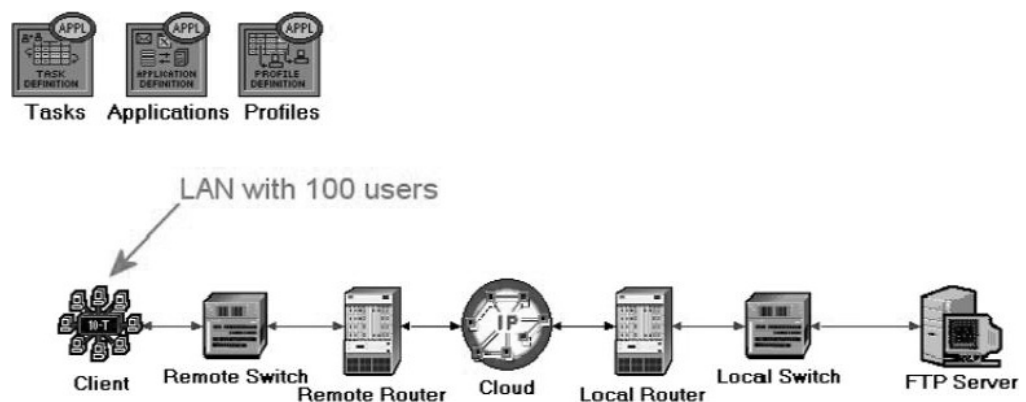 APPL APPL APPL
TASK DEFINITION
APPLICATION DEFINITION
PROFILE DEFINITION
Tasks Applications Profiles
LAN with 100 users
10-T
IP
Client Remote Switch Remote Router Cloud Local Router Local Switch FTP Server